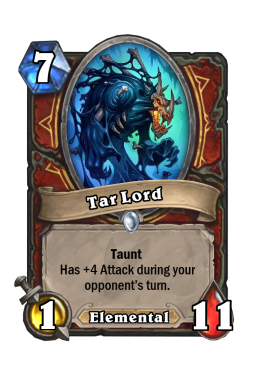 7
Tar Lord
Taunt
Has +4 Attack during your
opponent's turn.
1
Elemental
11